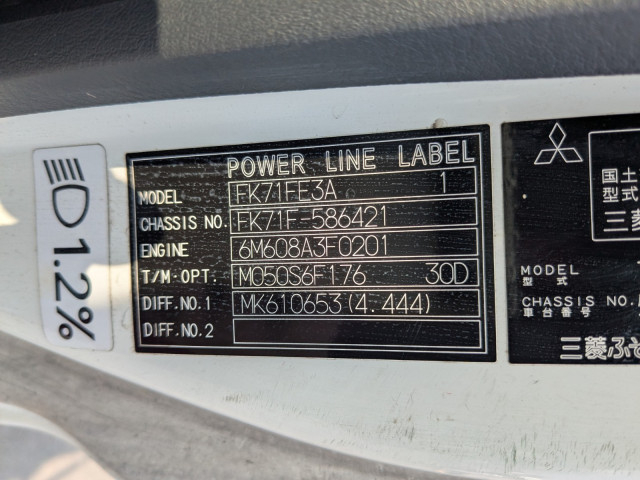 POWER LINE LABEL
MODEL FK71FE3A 1
CHASSIS NO. FK71F-586421
ENGINE 6M608A3F0201
T/M·OPT. M050S6F176 30D
DIFF.NO.1 MK610653(4.444)
DIFF.NO.2
1.2%
国土
型式
三菱
MODEL
型式
CHASSIS NO.
車台番号
三菱ふそ